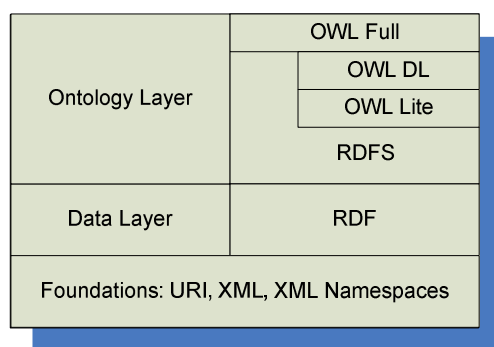 OWL Full
OWL DL
Ontology Layer
OWL Lite
RDFS
Data Layer
RDF
Foundations: URI, XML, XML Namespaces